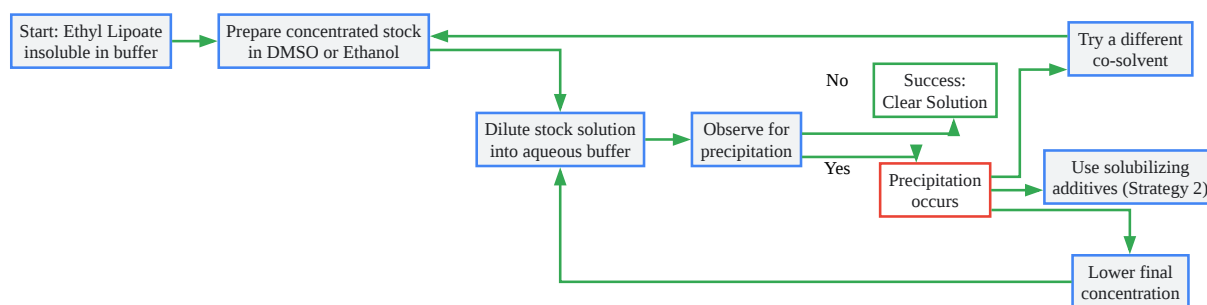 Start: Ethyl Lipoate
insoluble in buffer
Prepare concentrated stock
in DMSO or Ethanol
Try a different
co-solvent
No
Success:
Clear Solution
Dilute stock solution
into aqueous buffer
Observe for
precipitation
Yes
Precipitation
occurs
Use solubilizing
additives (Strategy 2)
Lower final
concentration